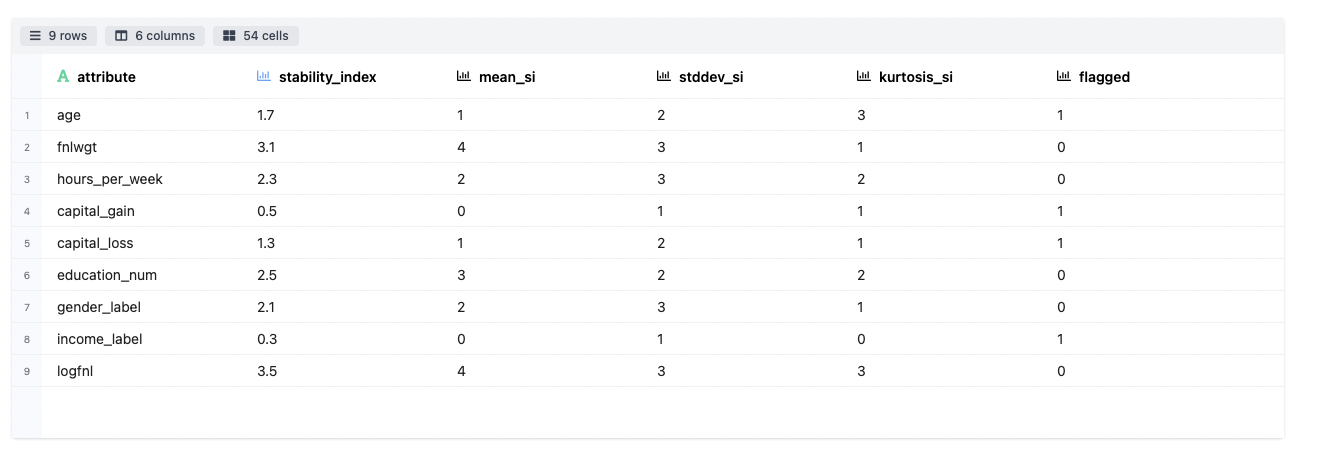 9 rows 6 columns 54 cells
attribute stability_index mean_si stddev_si kurtosis_si flagged
1 age 1.7 1 2 3 1
2 fnlwgt 3.1 4 3 1 0
3 hours_per_week 2.3 2 3 2 0
4 capital_gain 0.5 0 1 1 1
5 capital_loss 1.3 1 2 1 1
6 education_num 2.5 3 2 2 0
7 gender_label 2.1 2 3 1 0
8 income_label 0.3 0 1 0 1
9 logfnl 3.5 4 3 3 0